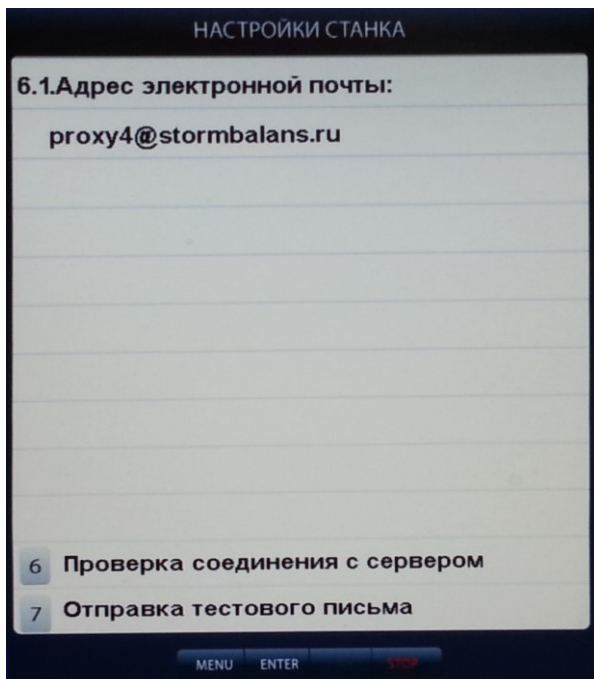 НАСТРОЙКИ СТАНКА
6.1.Адрес электронной почты:
proxy4@stormbalans.ru
6 Проверка соединения с сервером
7 Отправка тестового письма
MENU ENTER STOP